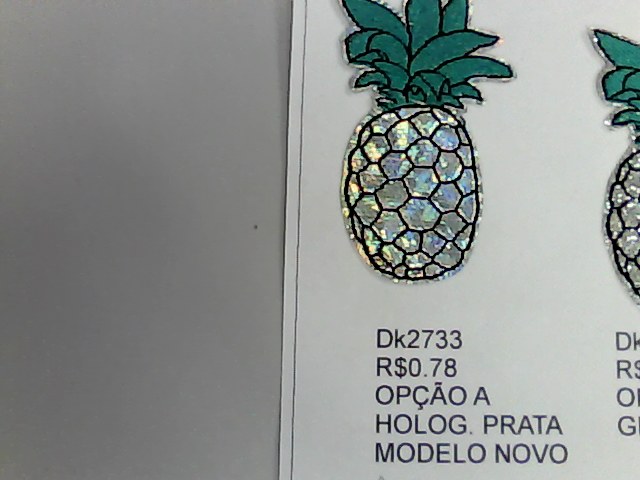 Dk2733
R$0.78
OPÇÃO A
HOLOG. PRATA
MODELO NOVO